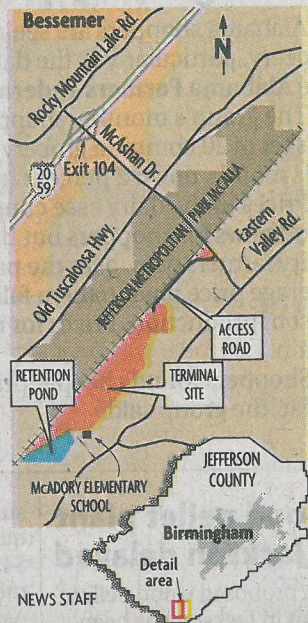 Bessemer
N
Rocky Mountain Lake Rd.
McAshan Dr.
20
59
Exit 104
Old Tuscaloosa Hwy.
JEFFERSON METROPOLITAN PARK McCALLA
Eastern
Valley Rd.
ACCESS
ROAD
RETENTION
POND
TERMINAL
SITE
McADORY ELEMENTARY
SCHOOL
JEFFERSON
COUNTY
Birmingham
Detail
area
NEWS STAFF